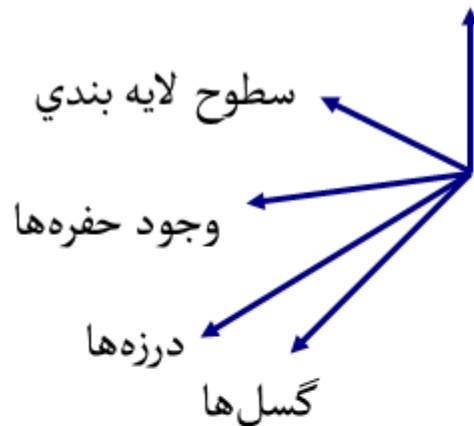 سطوح لايه بندي
وجود حفره‌ها
درزه‌ها
گسل‌ها